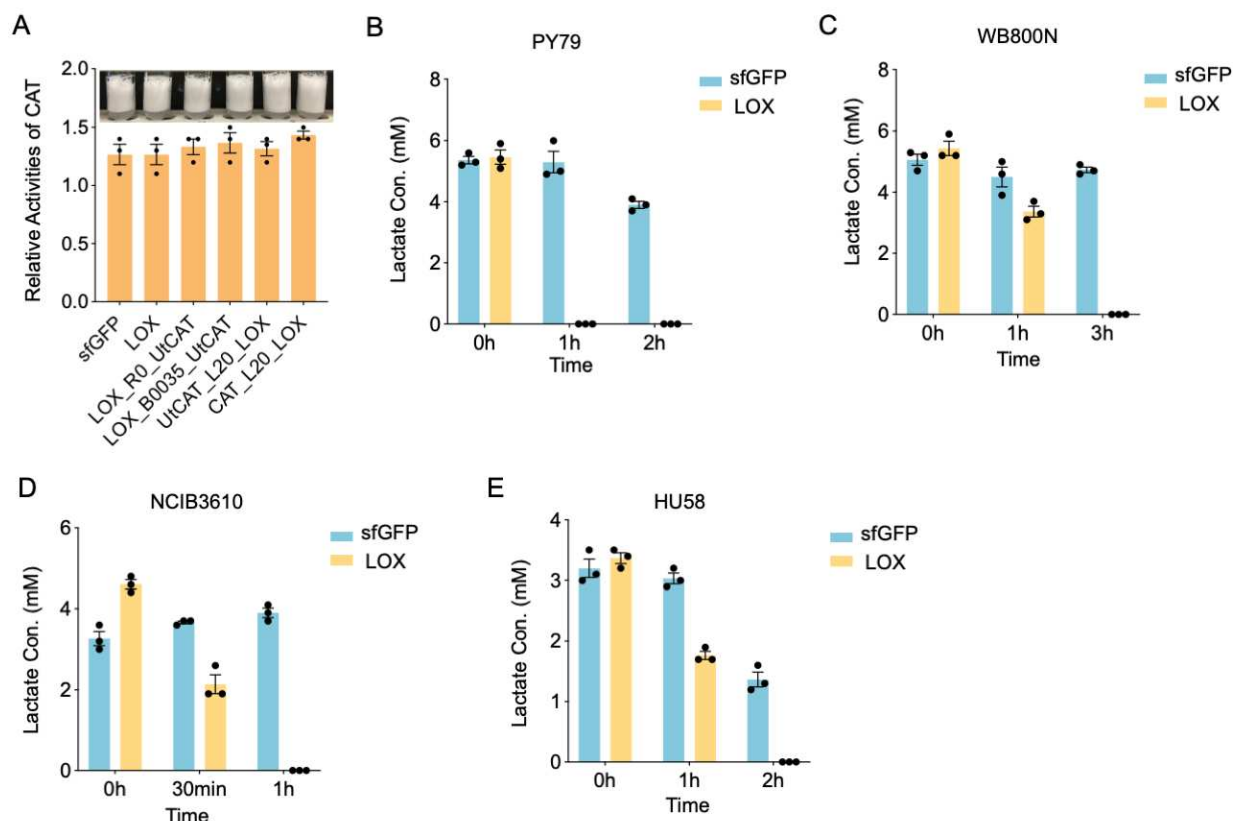 A
Relative Activities of CAT
2.0
1.5
1.0
0.5
0.0
sfGFP
LOX
LOX_R0_UtCAT
LOX_B0035_UtCAT
UtCAT_L20_LOX
CAT_L20_LOX
B
PY79
sfGFP
LOX
Lactate Con. (mM)
8
6
4
2
0
0h 1h 2h
Time
C
WB800N
sfGFP
LOX
Lactate Con. (mM)
8
6
4
2
0
0h 1h 3h
Time
D
NCIB3610
sfGFP
LOX
Lactate Con. (mM)
6
4
2
0
0h 30min 1h
Time
E
HU58
sfGFP
LOX
Lactate Con. (mM)
4
3
2
1
0
0h 1h 2h
Time